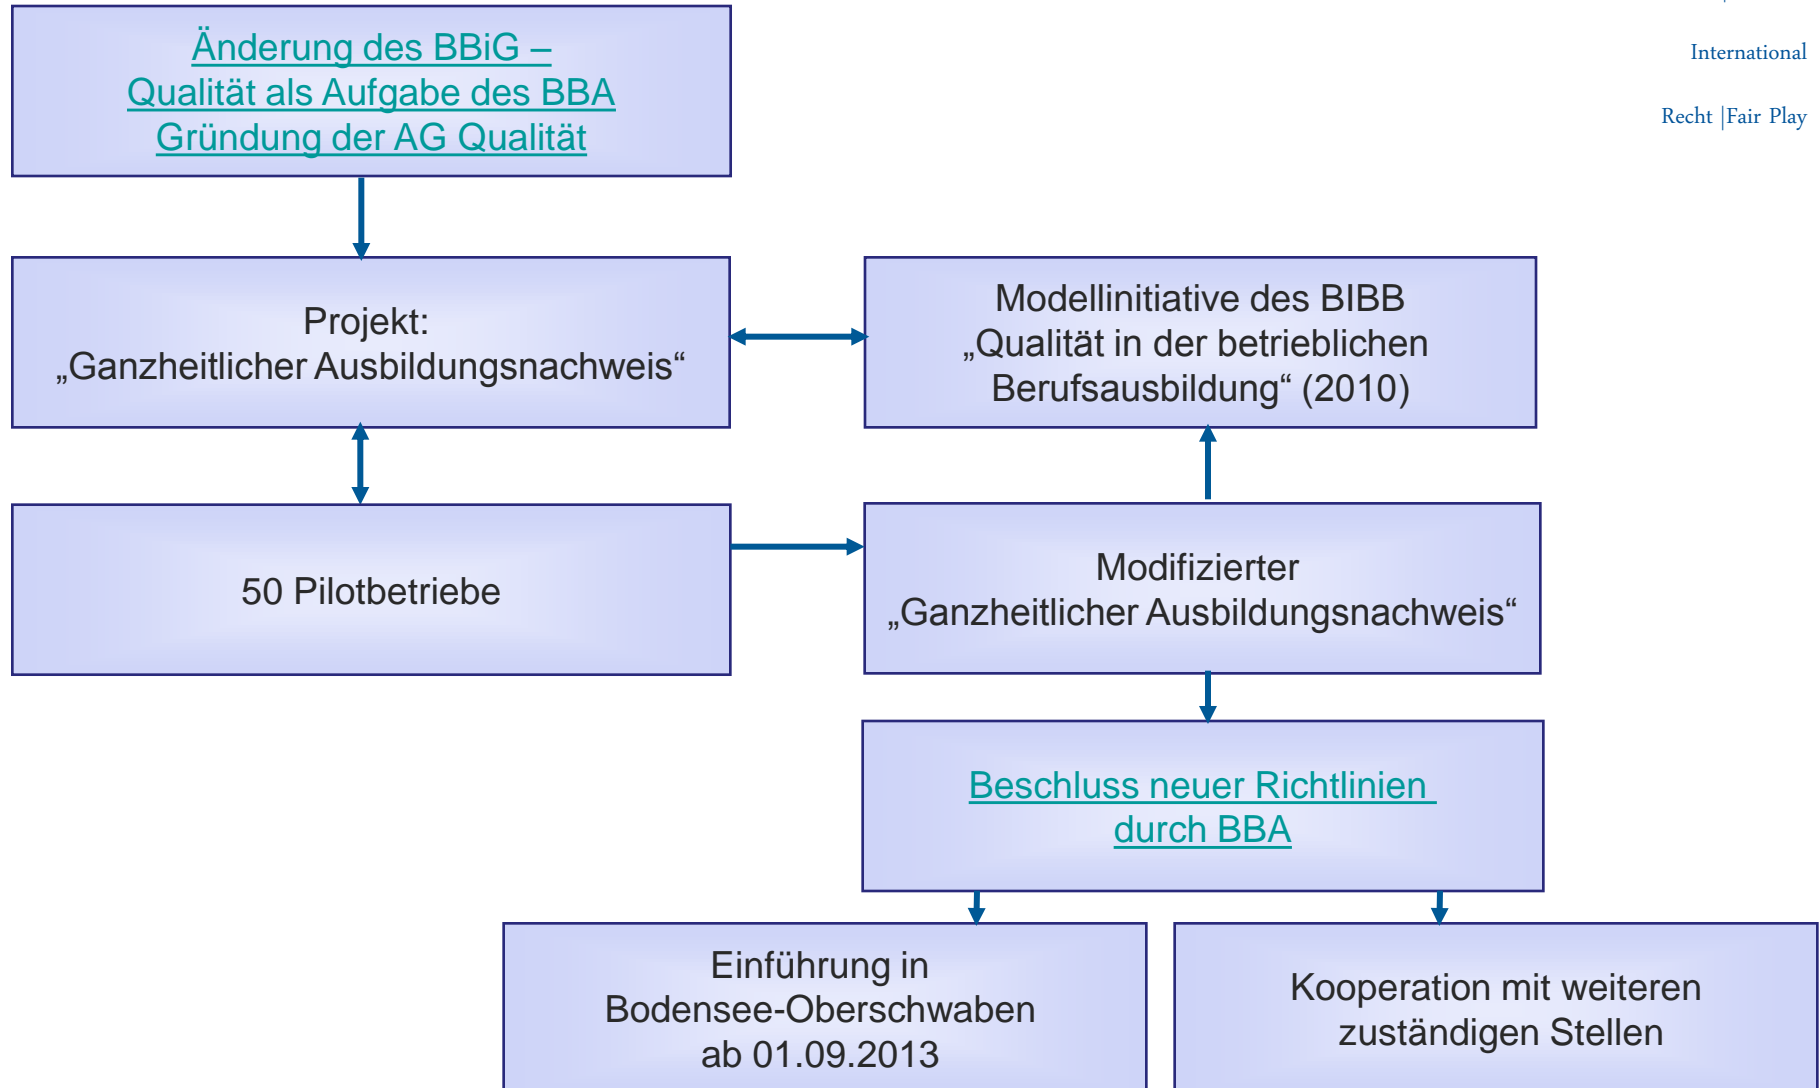 Änderung des BBiG –
Qualität als Aufgabe des BBA
Gründung der AG Qualität
International
Recht |Fair Play
Projekt:
„Ganzheitlicher Ausbildungsnachweis“
Modellinitiative des BIBB
„Qualität in der betrieblichen
Berufsausbildung“ (2010)
50 Pilotbetriebe
Modifizierter
„Ganzheitlicher Ausbildungsnachweis“
Beschluss neuer Richtlinien
durch BBA
Einführung in
Bodensee-Oberschwaben
ab 01.09.2013
Kooperation mit weiteren
zuständigen Stellen